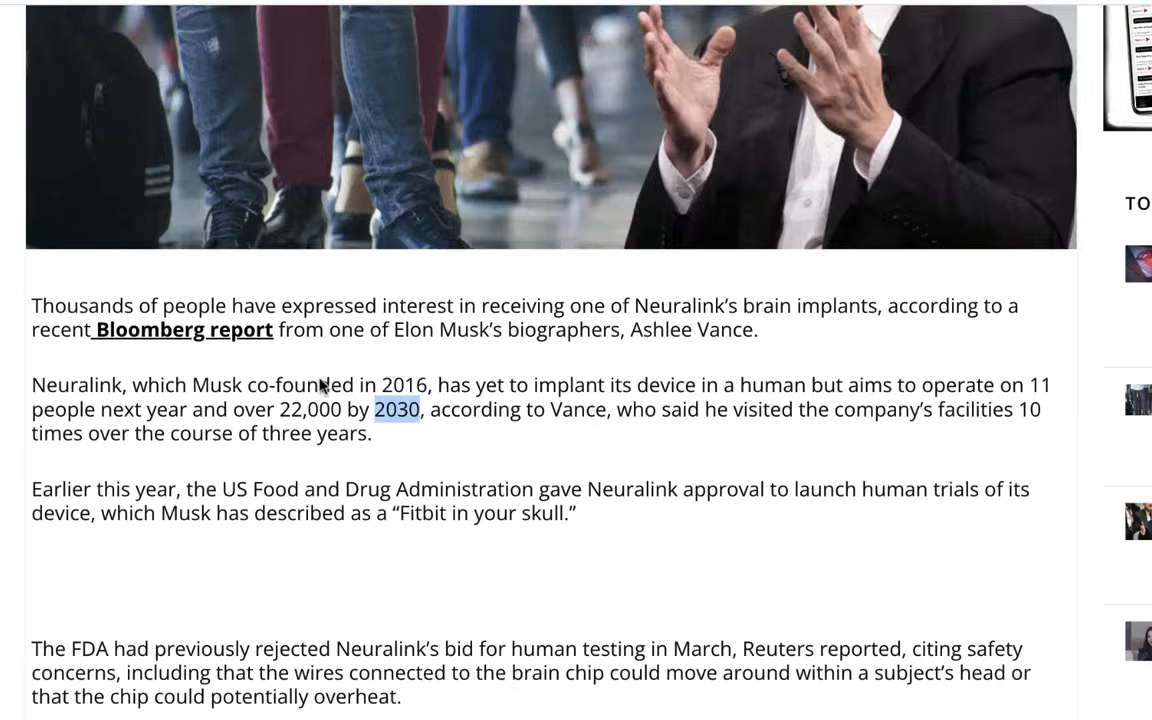 Thousands of people have expressed interest in receiving one of Neuralink’s brain implants, according to a
recent Bloomberg report from one of Elon Musk’s biographers, Ashlee Vance.
Neuralink, which Musk co-founded in 2016, has yet to implant its device in a human but aims to operate on 11
people next year and over 22,000 by 2030, according to Vance, who said he visited the company’s facilities 10
times over the course of three years.
Earlier this year, the US Food and Drug Administration gave Neuralink approval to launch human trials of its
device, which Musk has described as a “Fitbit in your skull.”
The FDA had previously rejected Neuralink’s bid for human testing in March, Reuters reported, citing safety
concerns, including that the wires connected to the brain chip could move around within a subject’s head or
that the chip could potentially overheat.
TO